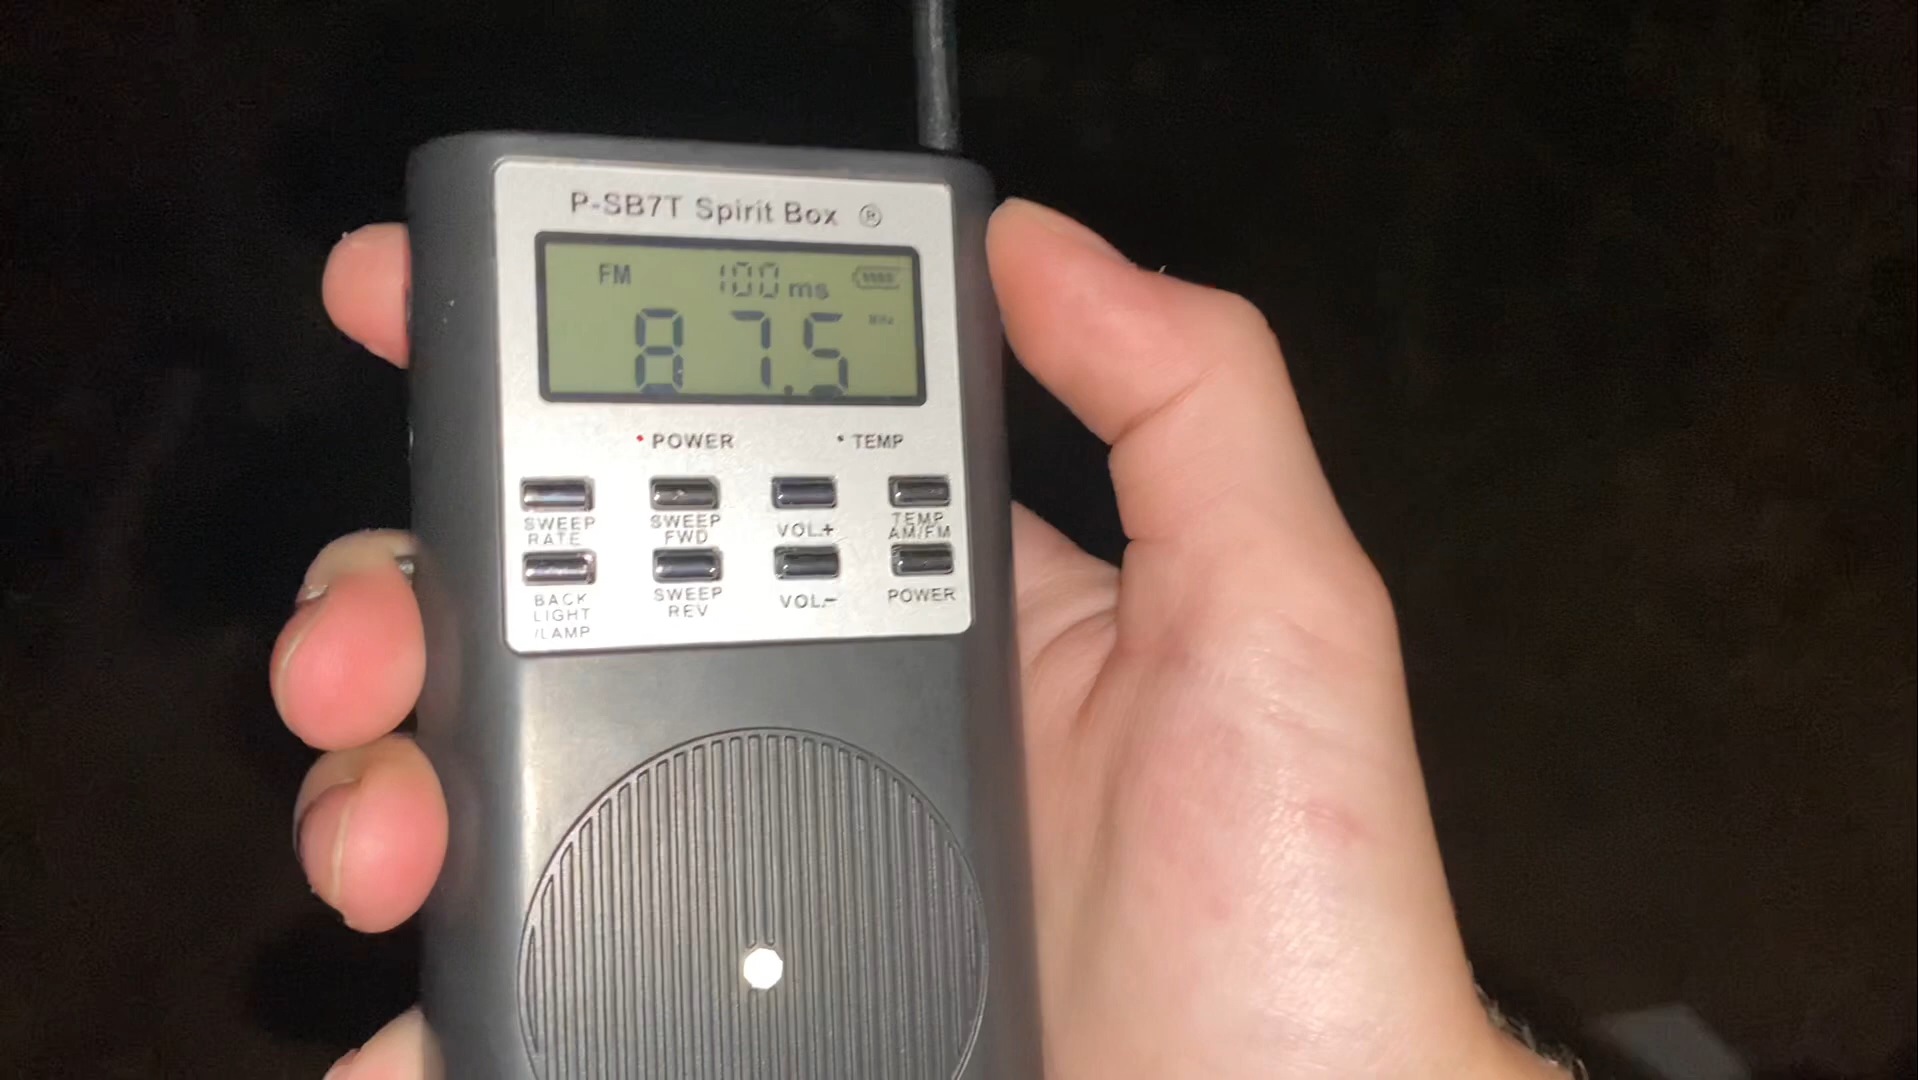 P-SB7T Spirit Box ®
FM 100 ms
MHz
87.5
POWER TEMP
SWEEP RATE
SWEEP FWD
VOL+
TEMP AM/FM
BACK LIGHT /LAMP
SWEEP REV
VOL-
POWER